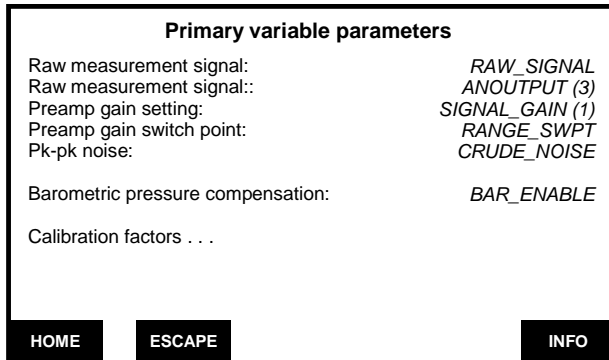 Primary variable parameters
Raw measurement signal: RAW_SIGNAL
Raw measurement signal:: ANOUTPUT (3)
Preamp gain setting: SIGNAL_GAIN (1)
Preamp gain switch point: RANGE_SWPT
Pk-pk noise: CRUDE_NOISE
Barometric pressure compensation: BAR_ENABLE
Calibration factors . . .
HOME ESCAPE INFO